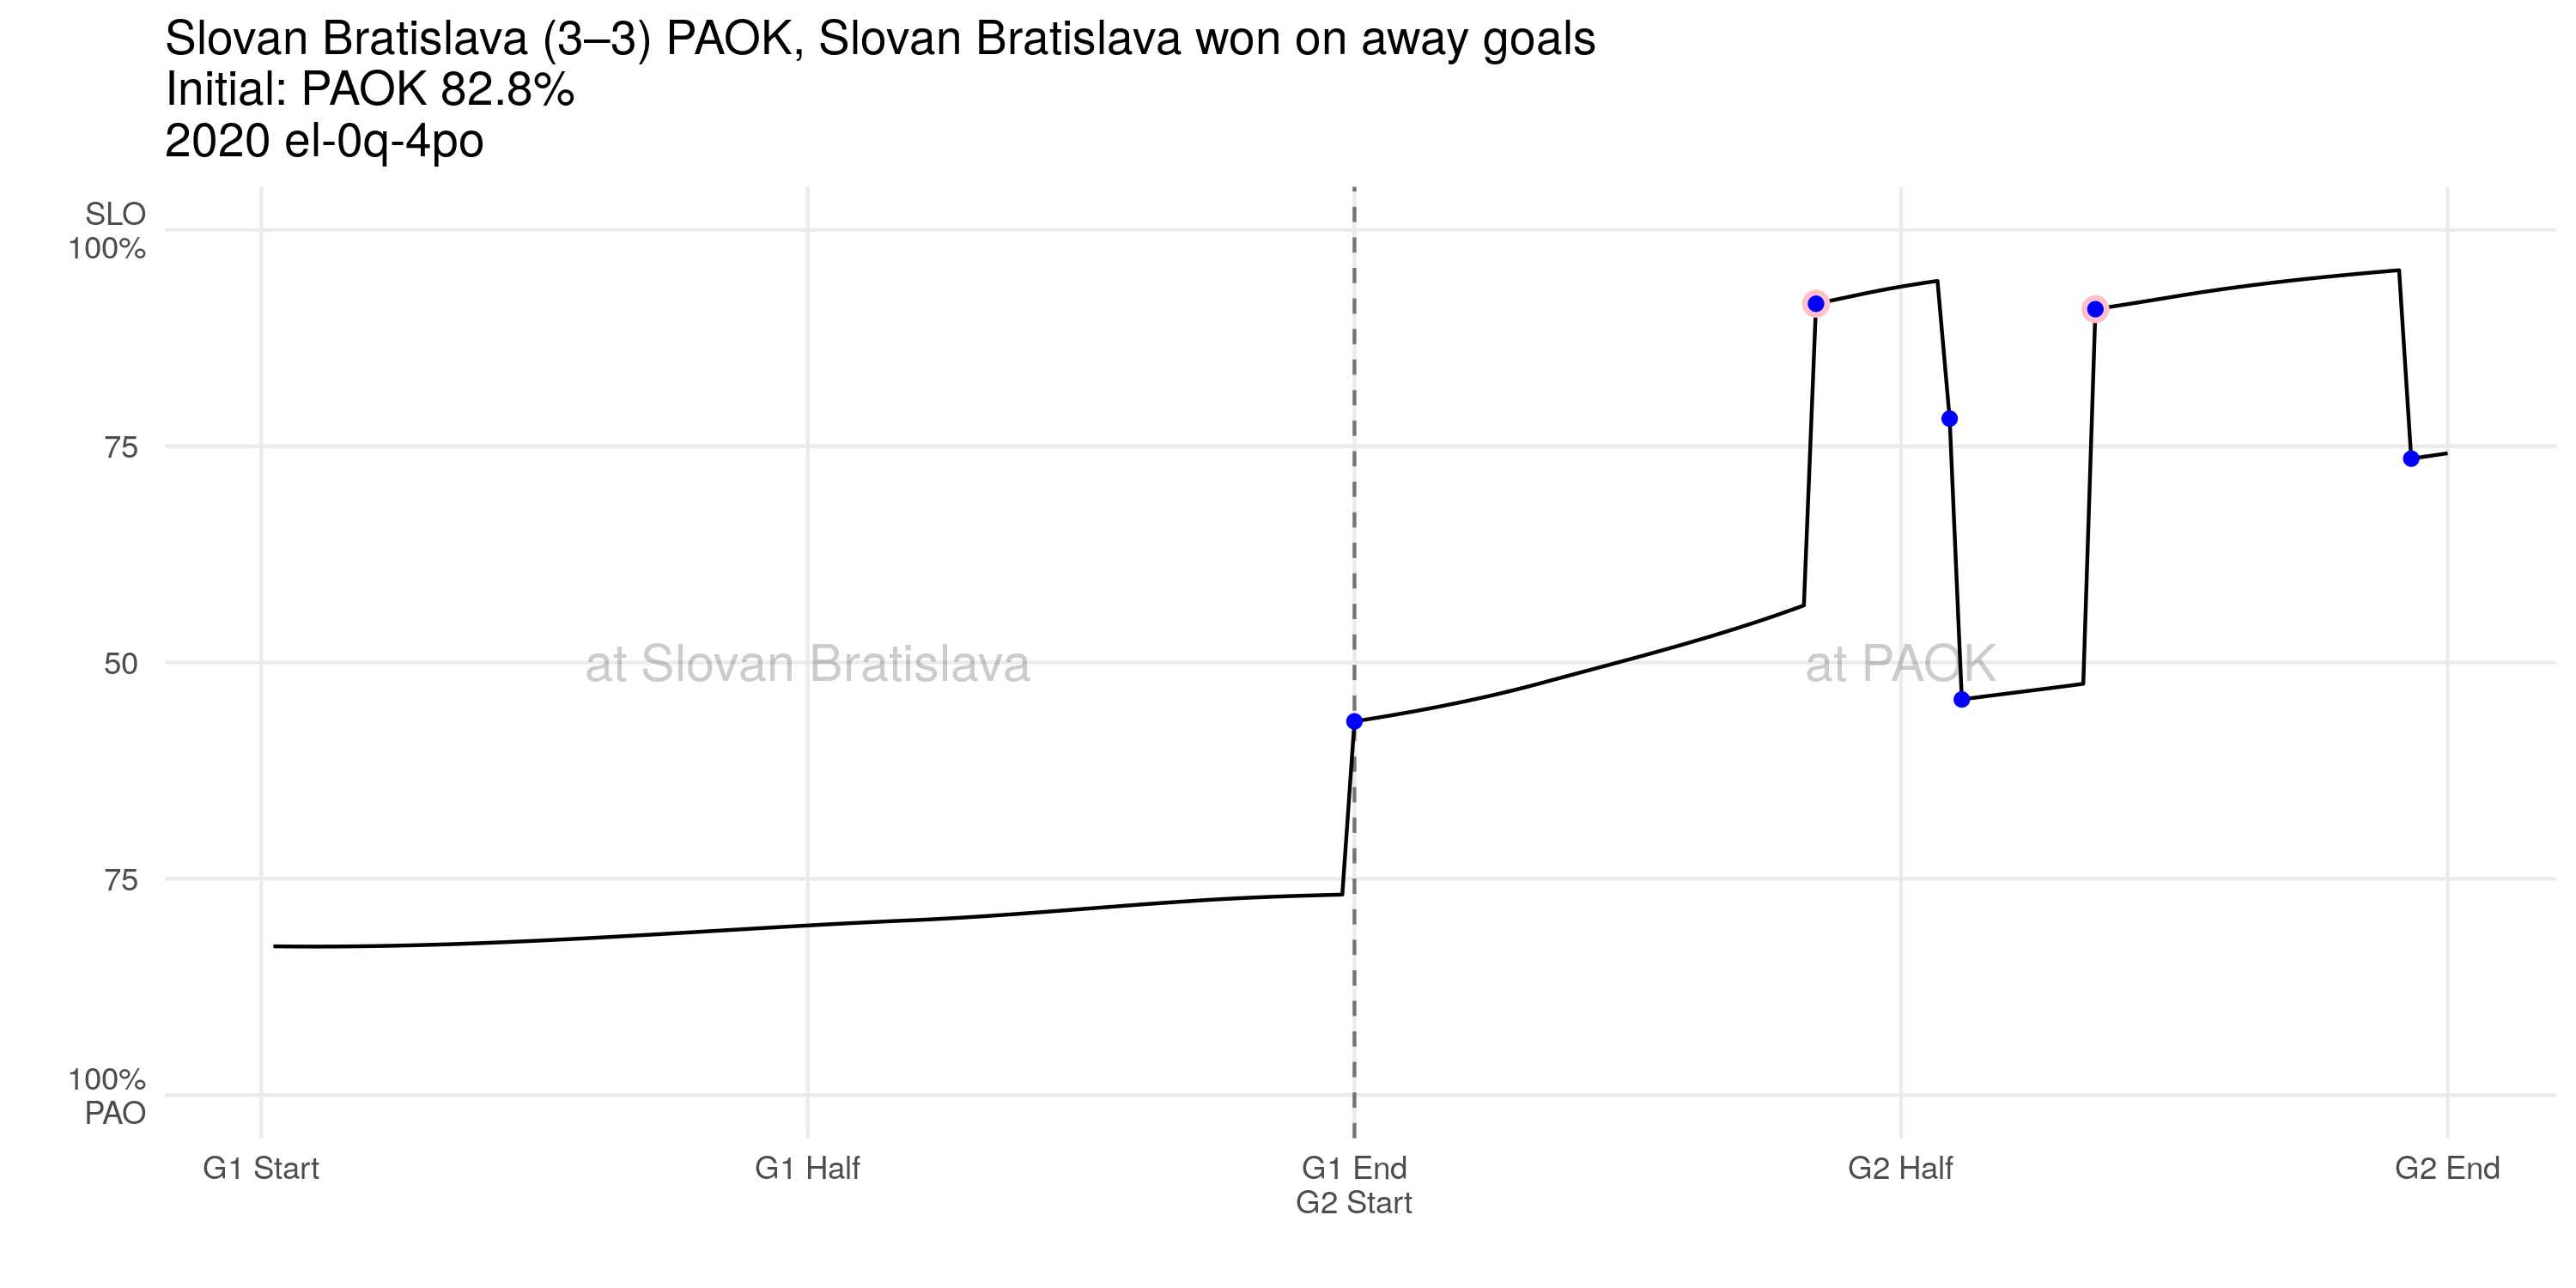 Slovan Bratislava (3–3) PAOK, Slovan Bratislava won on away goals
Initial: PAOK 82.8%
2020 el-0q-4po
SLO
100%
75
50
75
100%
PAO
at Slovan Bratislava
at PAOK
G1 Start
G1 Half
G1 End
G2 Start
G2 Half
G2 End